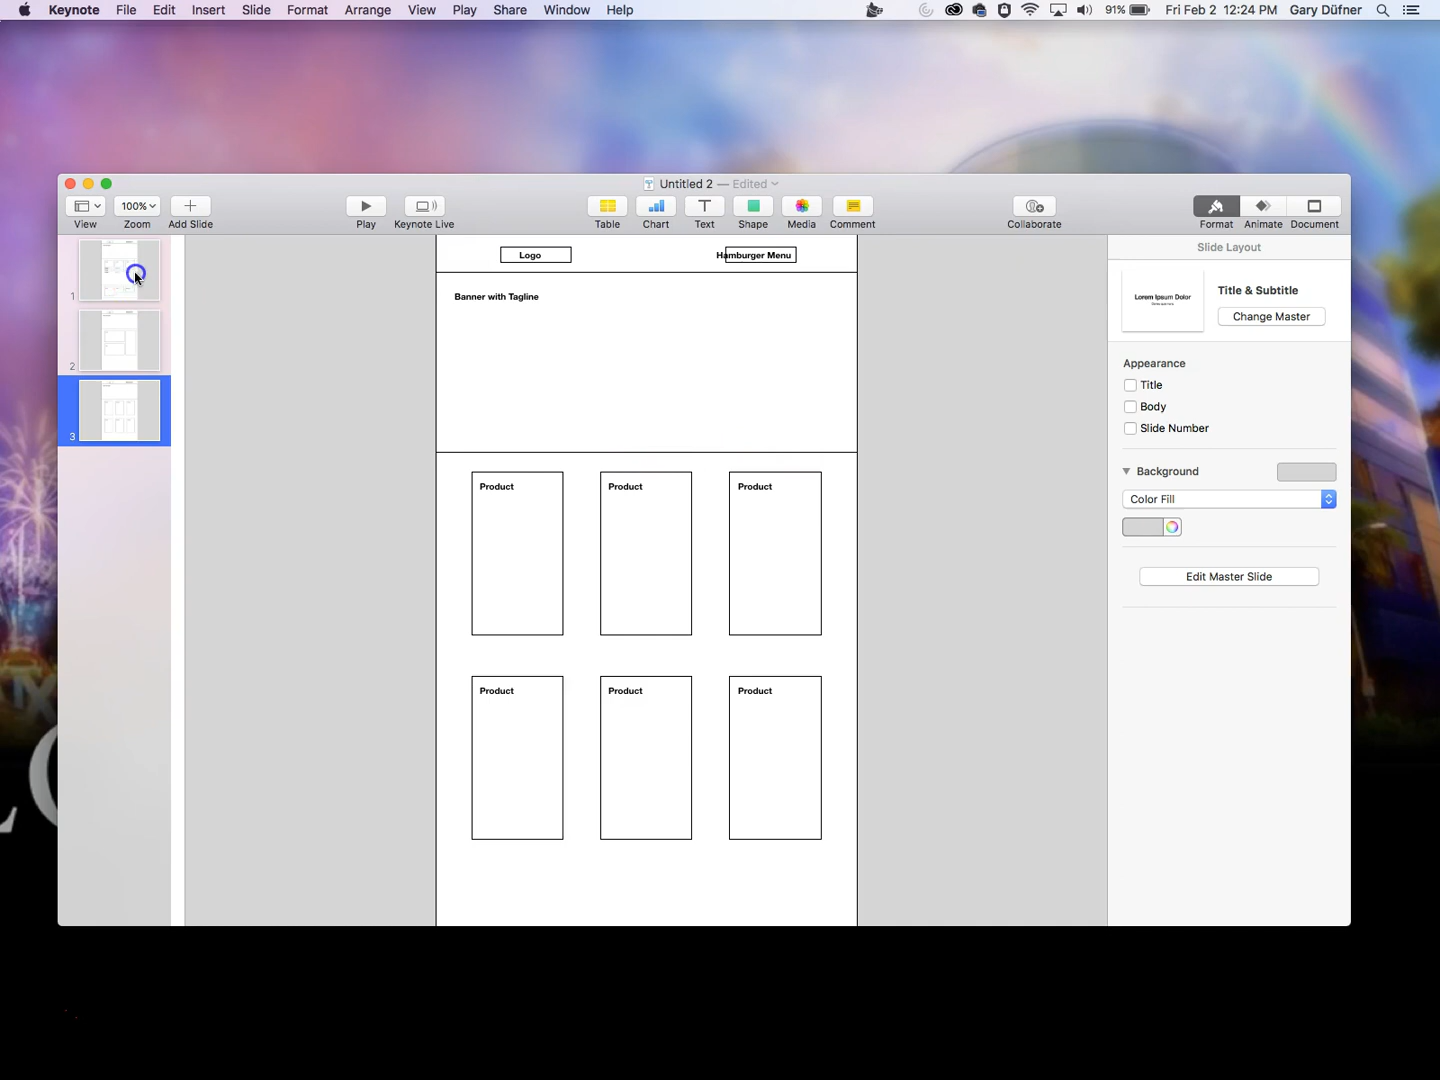 Keynote File Edit Insert Slide Format Arrange View Play Share Window Help
91% Fri Feb 2 12:24 PM Gary Düfner
Untitled 2 — Edited
100%
View Zoom Add Slide Play Keynote Live Table Chart Text Shape Media Comment Collaborate Format Animate Document
1
2
3
Logo
Hamburger Menu
Banner with Tagline
Product Product Product
Product Product Product
Slide Layout
Lorem Ipsum Dolor
Title & Subtitle
Change Master
Appearance
Title
Body
Slide Number
Background
Color Fill
Edit Master Slide